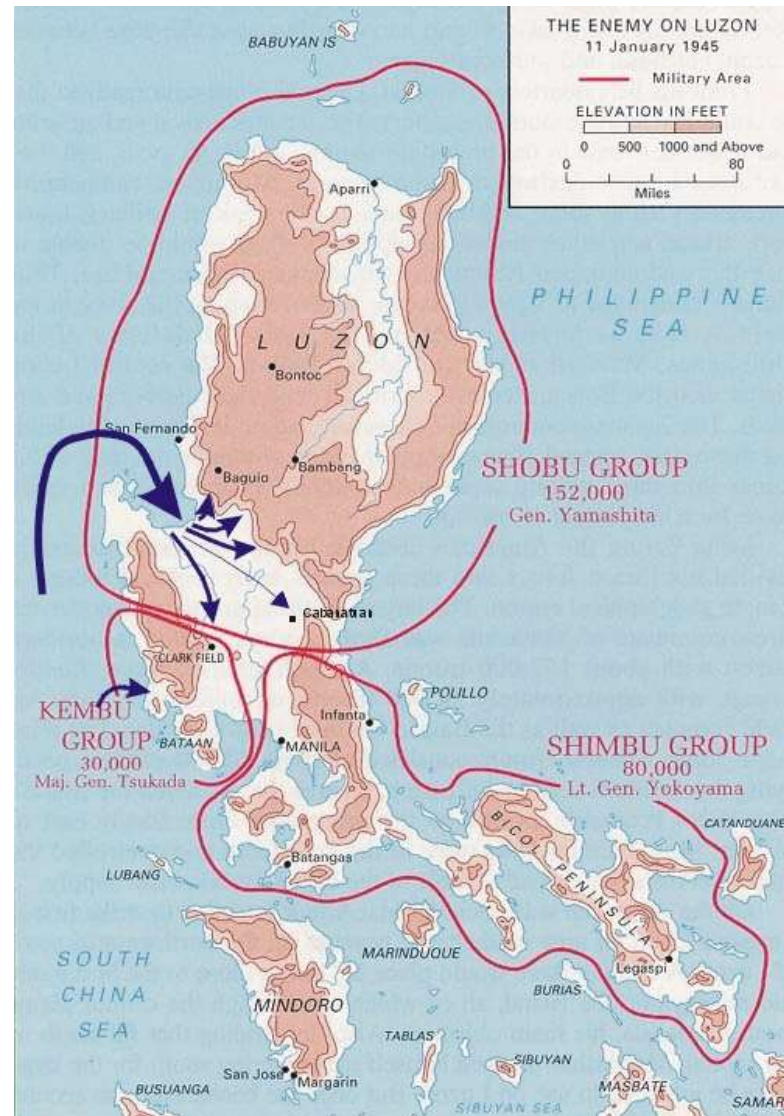 THE ENEMY ON LUZON
11 January 1945
Military Area
ELEVATION IN FEET
0 500 1000 and Above
0 80
Miles
BABUYAN IS
Aparri
PHILIPPINE
SEA
LUZON
Bontoc
San Fernando
Baguio
Bambang
SHOBU GROUP
152,000
Gen. Yamashita
CLARK FIELD
KEMBU
GROUP
30,000
Maj. Gen. Tsukada
BATAAN
MANILA
Infanta
POLILLO
SHIMBU GROUP
80,000
Lt. Gen. Yokoyama
CATANDUANE
BICOL PENINSULA
LUBANG
Batangas
MARINDUQUE
Legaspi
BURIAS
SOUTH
CHINA
SEA
MINDORO
TABLAS
SIBUYAN
San Jose
Margarin
BUSUANGA
SIBUYAN SEA
MASBATE
SAMAR